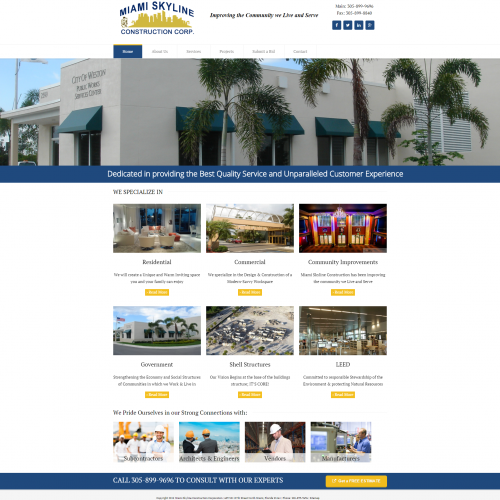 MIAMI SKYLINE
CONSTRUCTION CORP.
Improving the Community we Live and Serve
Main: 305-899-9696
Fax: 305-899-8840
Home
About Us
Services
Projects
Submit a Bid
Contact
CITY OF WESTON
PUBLIC WORKS
SERVICES CENTER
Dedicated in providing the Best Quality Service and Unparalleled Customer Experience
WE SPECIALIZE IN
Residential
Commercial
Community Improvements
We will create a Unique and Warm Inviting space
you and your family can enjoy.
We specialize in the Design & Construction of a
Modern-Savvy Workspace
Miami Skyline Construction has been improving
the community we Live and Serve
Read More
Read More
Read More
Government
Shell Structures
LEED
Strengthening the Economy and Social Structures
of Communities in which we Work & Live in
Our Vision Begins at the base of the buildings
structure, IT'S CORE!
Committed to responsible Stewardship of the
Environment & protecting Natural Resources
Read More
Read More
Read More
We Pride Ourselves in our Strong Connections with:
Subcontractors
Architects & Engineers
Vendors
Manufacturers
CALL 305-899-9696 TO CONSULT WITH OUR EXPERTS
Get a FREE ESTIMATE